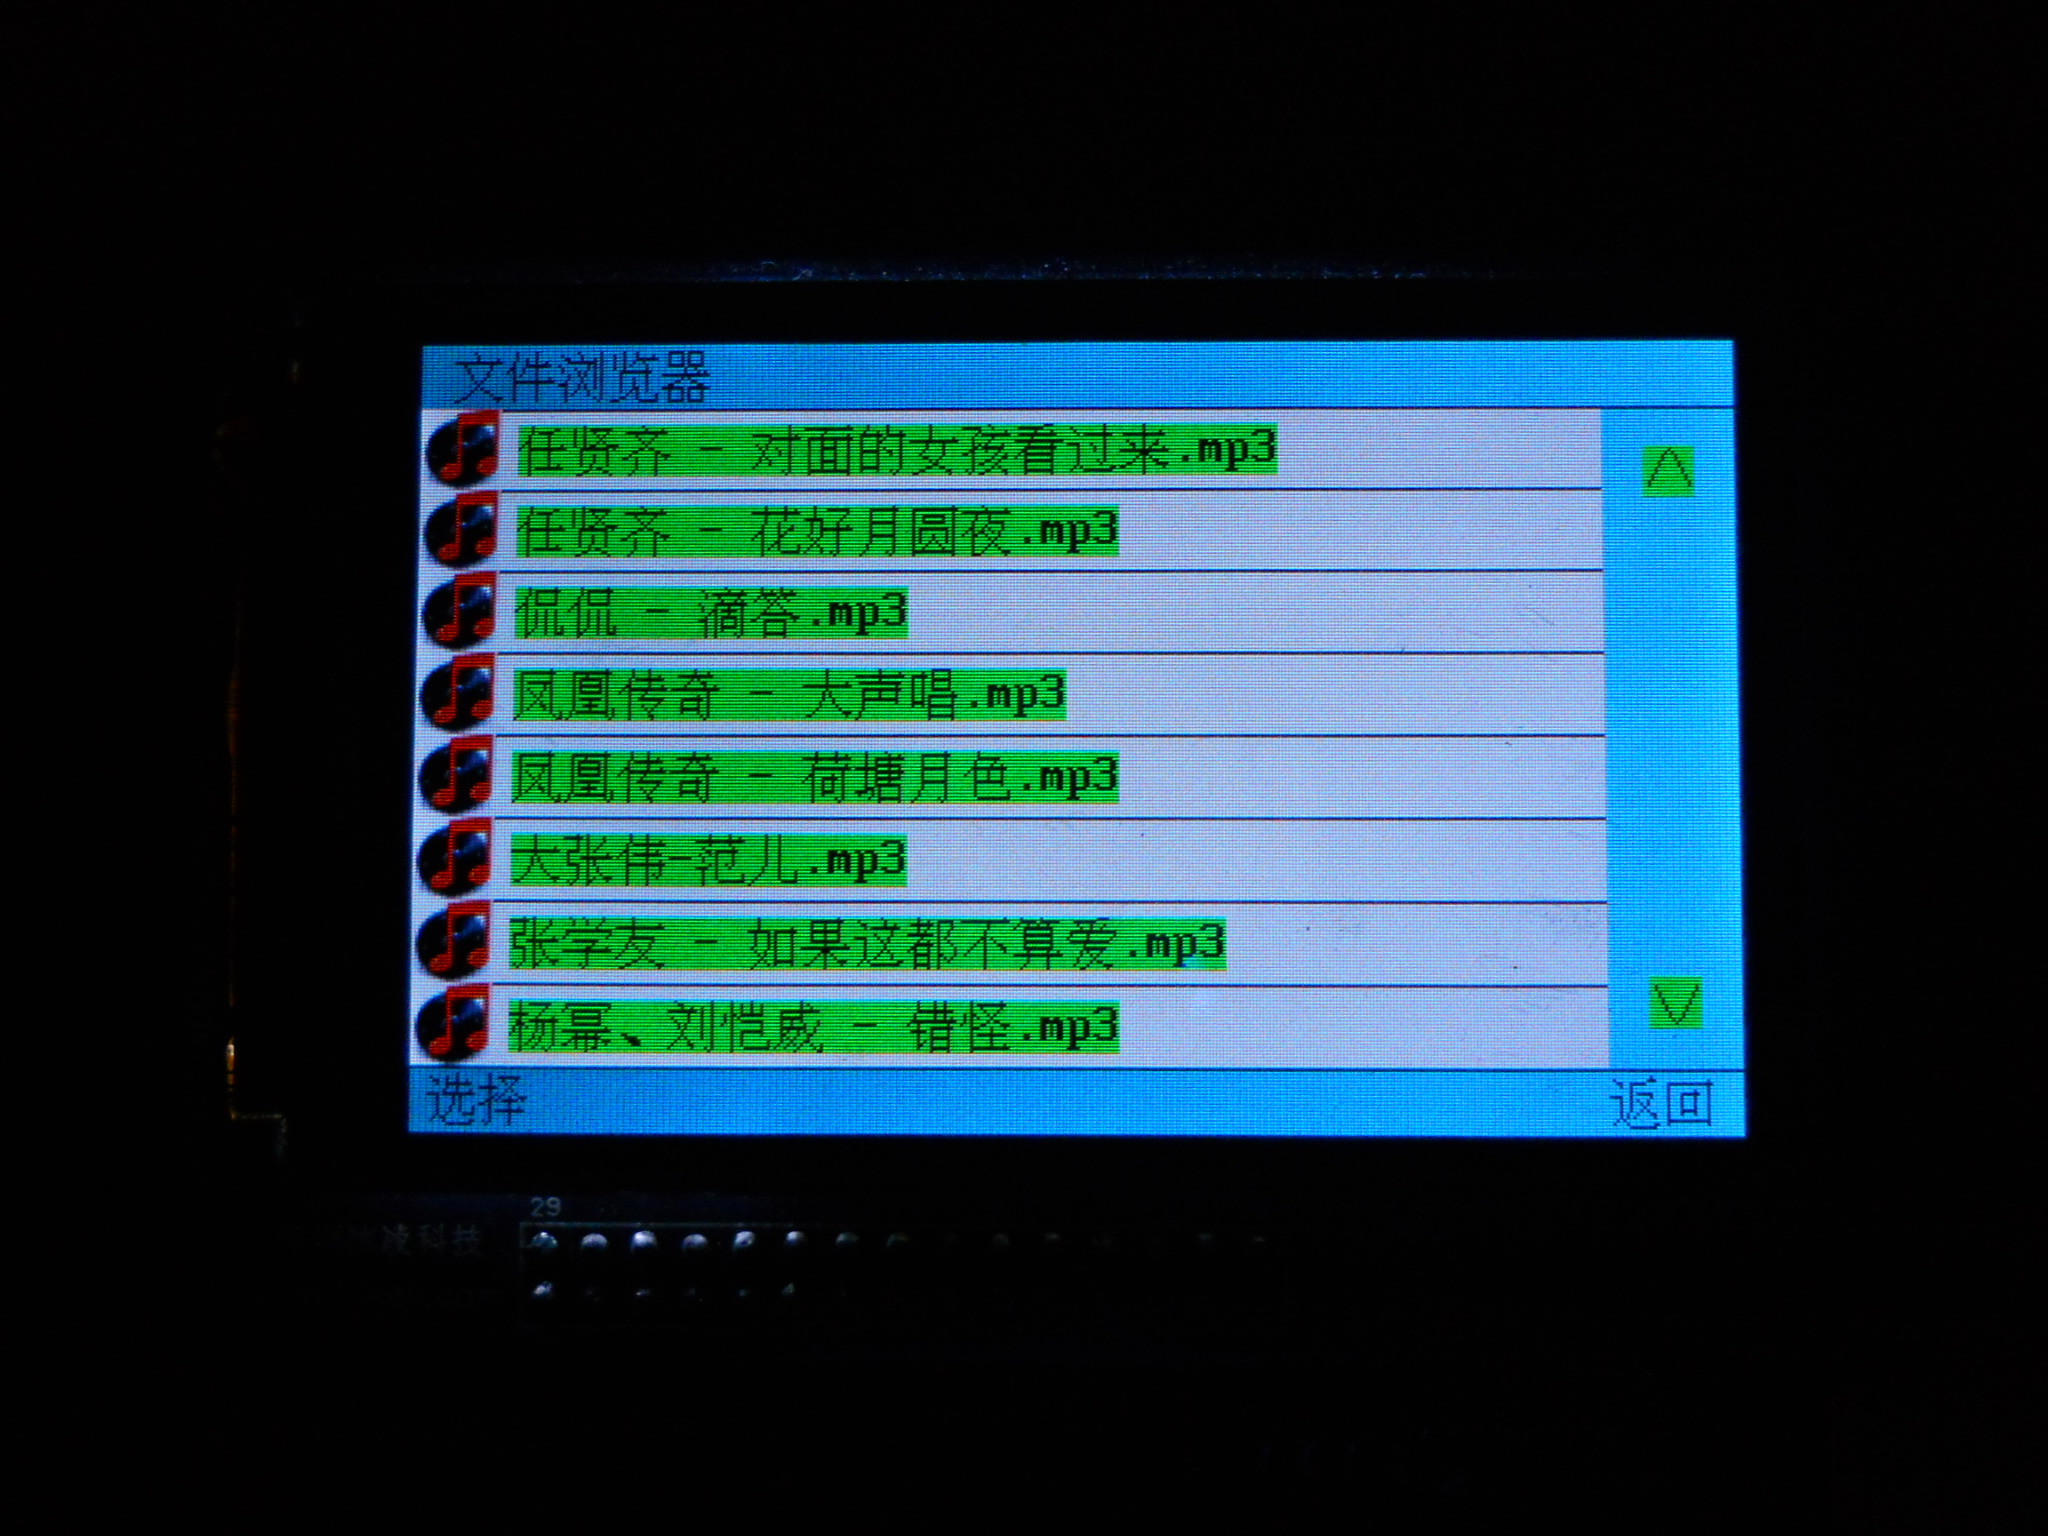 文件浏览器
任贤齐 - 对面的女孩看过来.mp3
任贤齐 - 花好月圆夜.mp3
侃侃 - 滴答.mp3
凤凰传奇 - 大声唱.mp3
凤凰传奇 - 荷塘月色.mp3
大张伟-范儿.mp3
张学友 - 如果这都不算爱.mp3
杨幂、刘恺威 - 错怪.mp3
选择 返回
29
凌科技